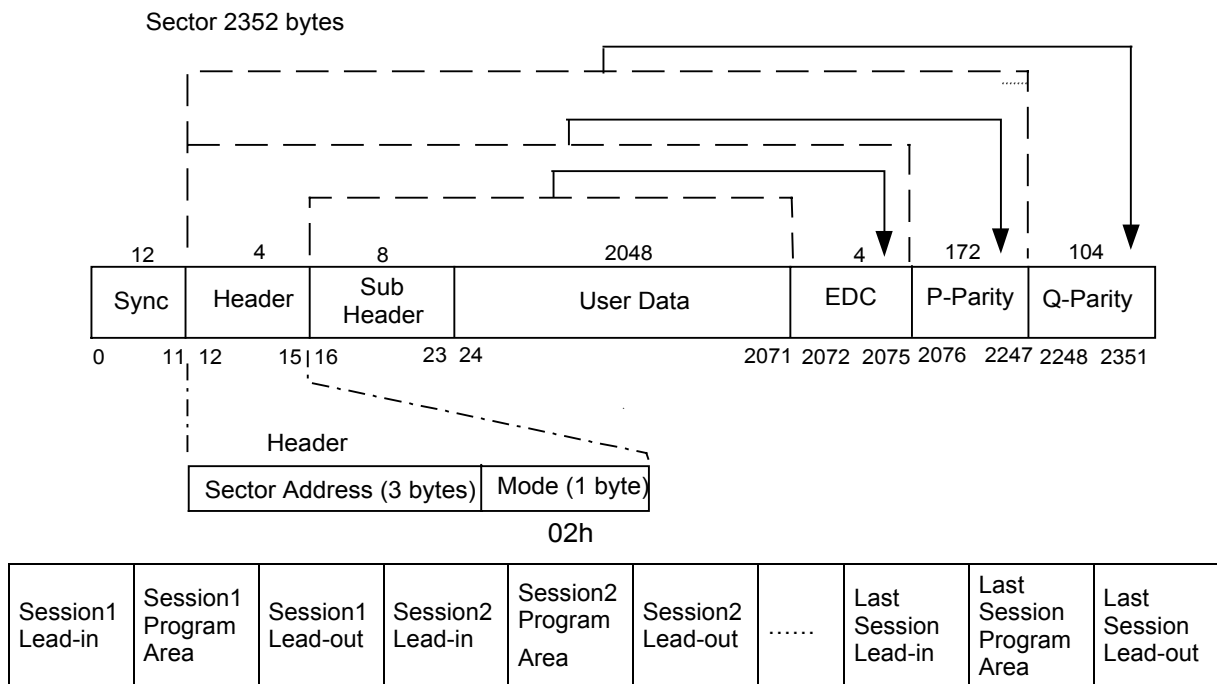 Sector 2352 bytes
12 4 8 2048 4 172 104
Sync Header Sub Header User Data EDC P-Parity Q-Parity
0 11 12 15 16 23 24 2071 2072 2075 2076 2247 2248 2351
Header
Sector Address (3 bytes) Mode (1 byte)
02h
Session1 Lead-in
Session1 Program Area
Session1 Lead-out
Session2 Lead-in
Session2 Program Area
Session2 Lead-out
……
Last Session Lead-in
Last Session Program Area
Last Session Lead-out